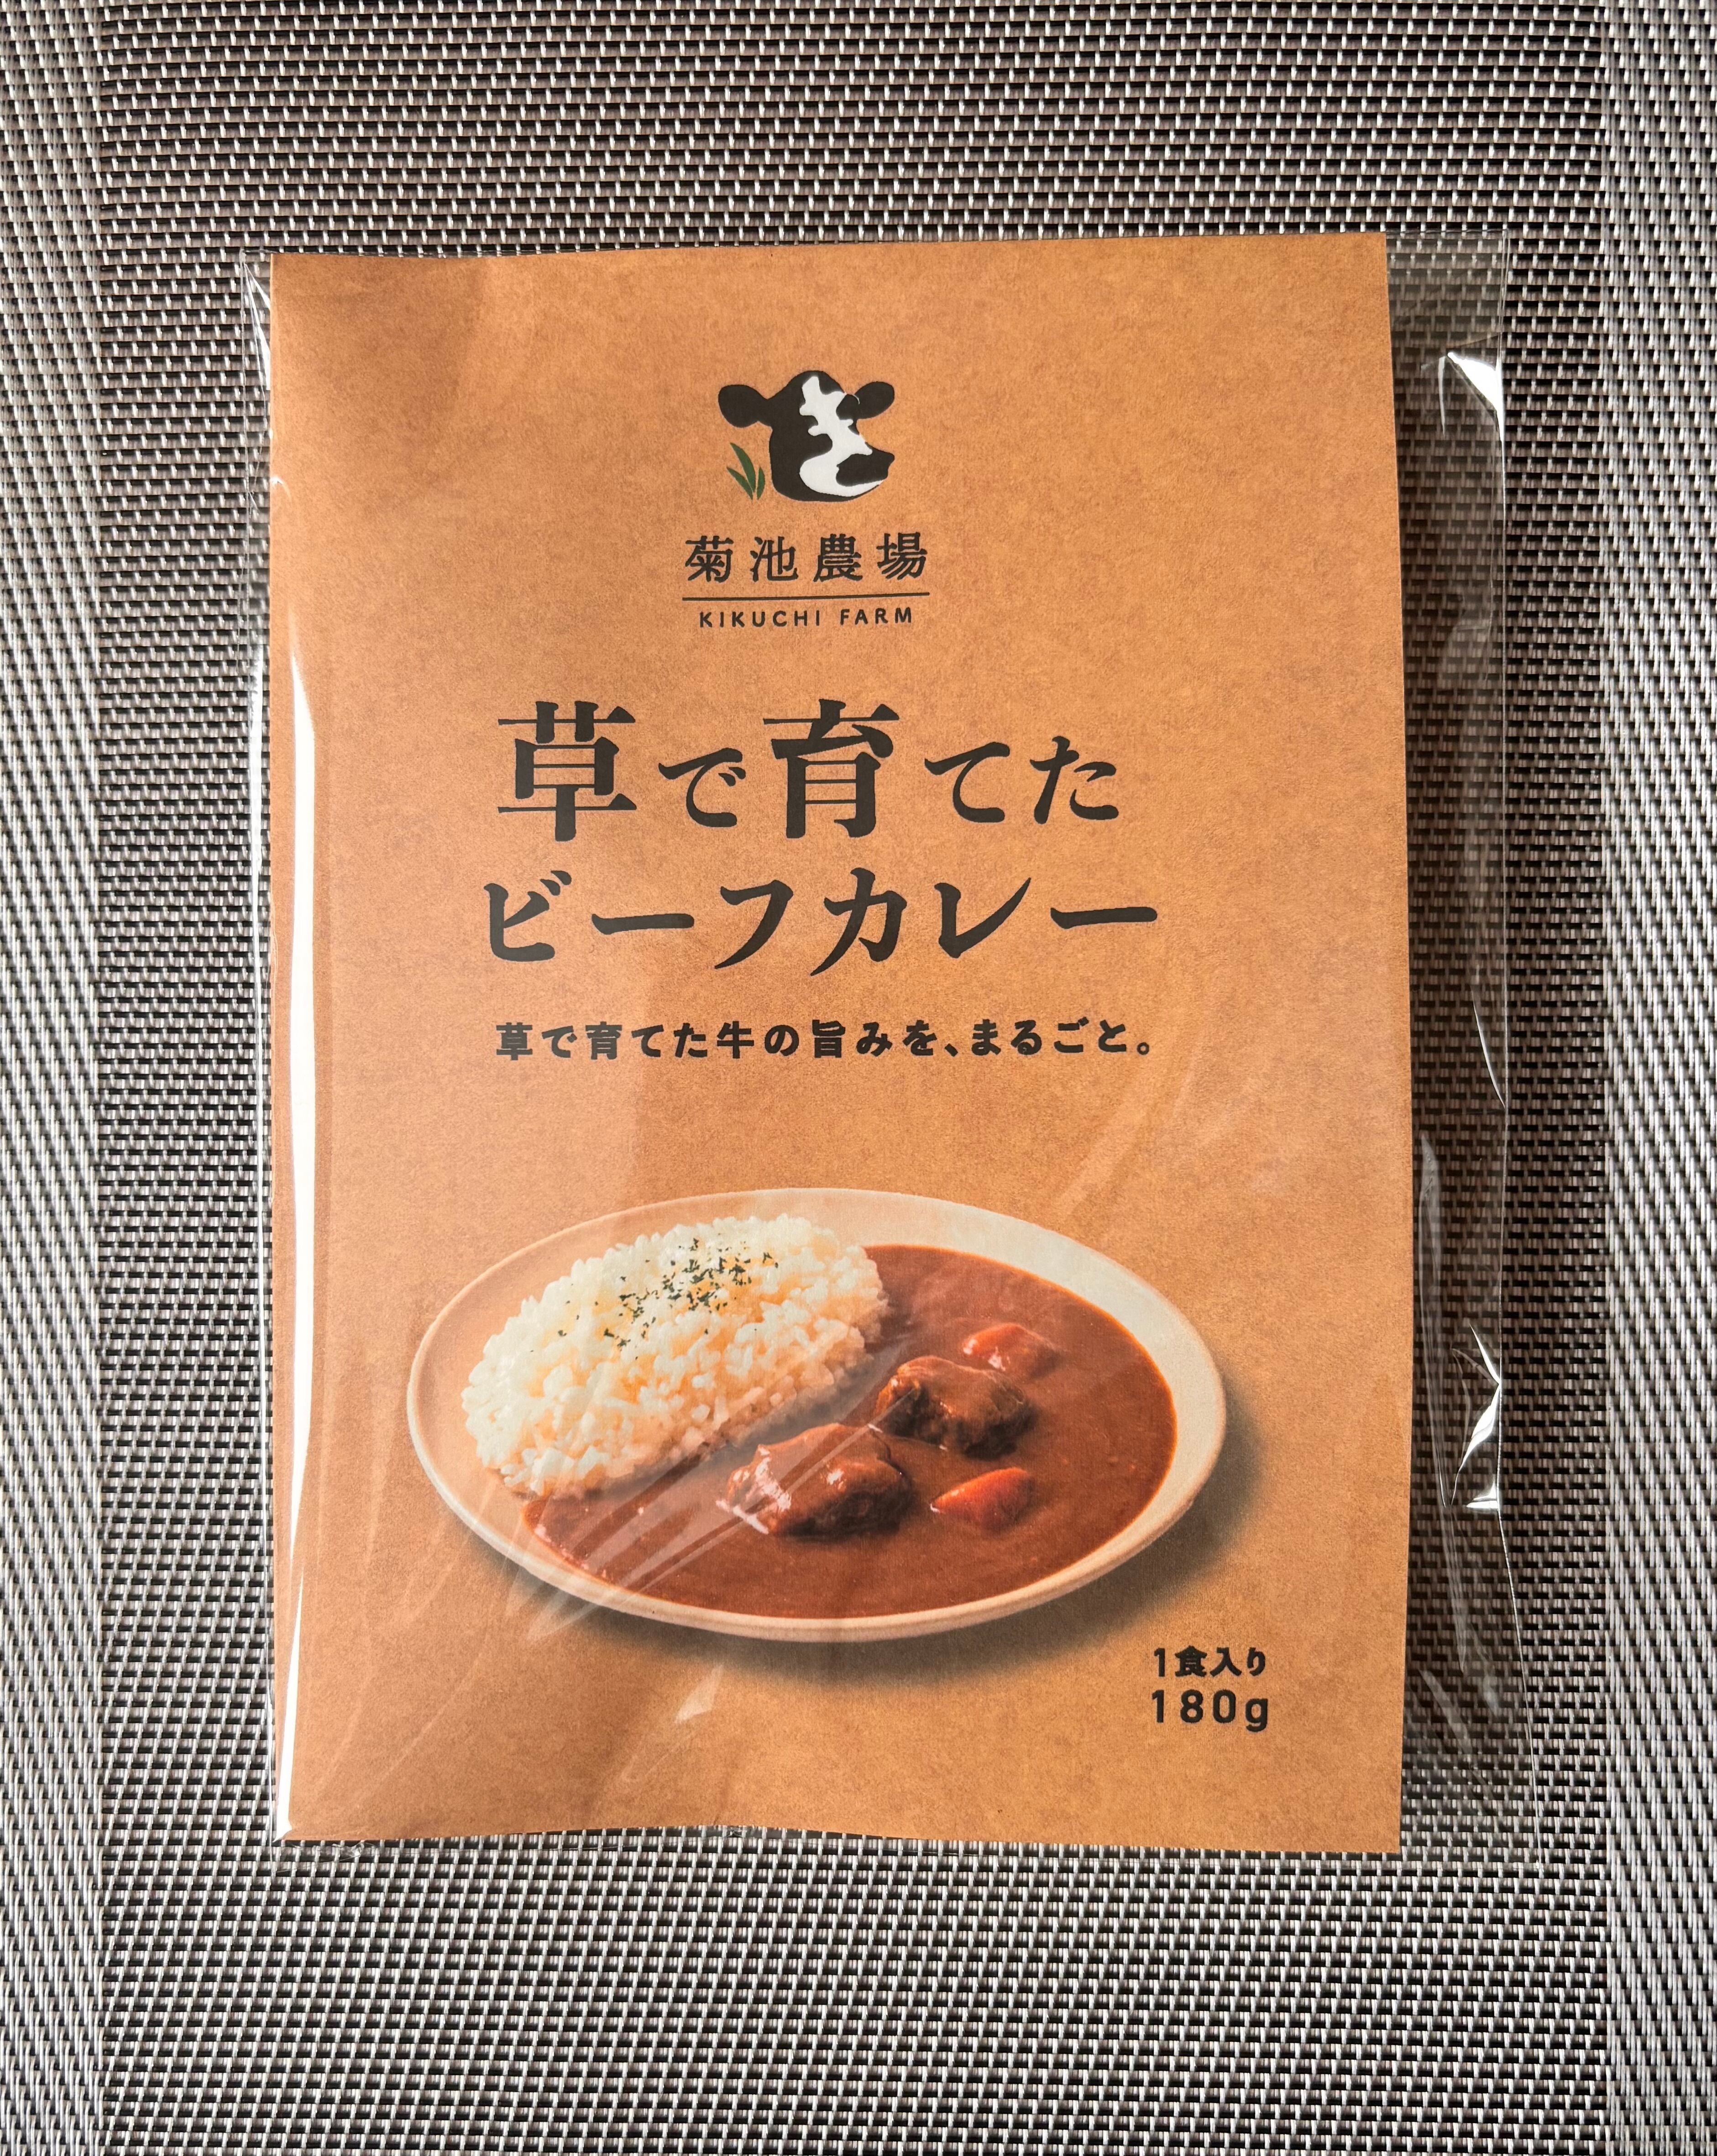 菊池農場
KIKUCHI FARM
草で育てた
ビーフカレー
草で育てた牛の旨みを、まるごと。
1食入り
180g